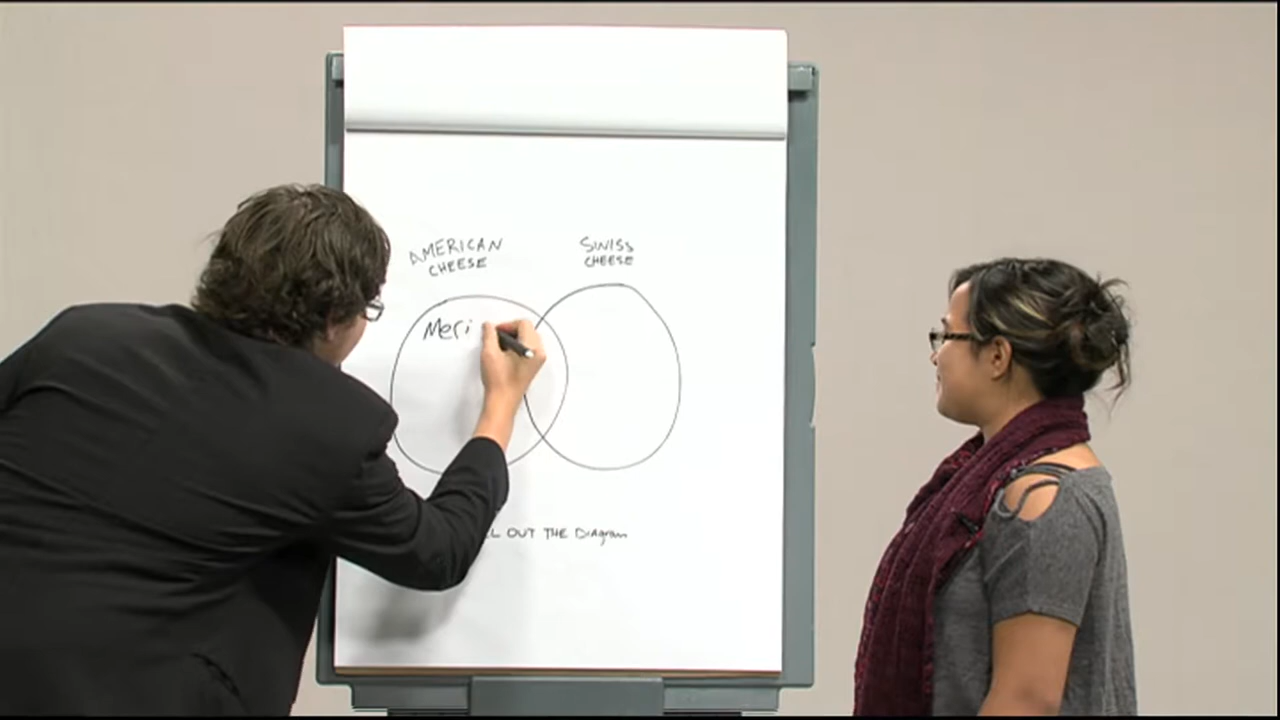 AMERICAN
CHEESE
SWISS
CHEESE
Meri
OUT THE Diagram